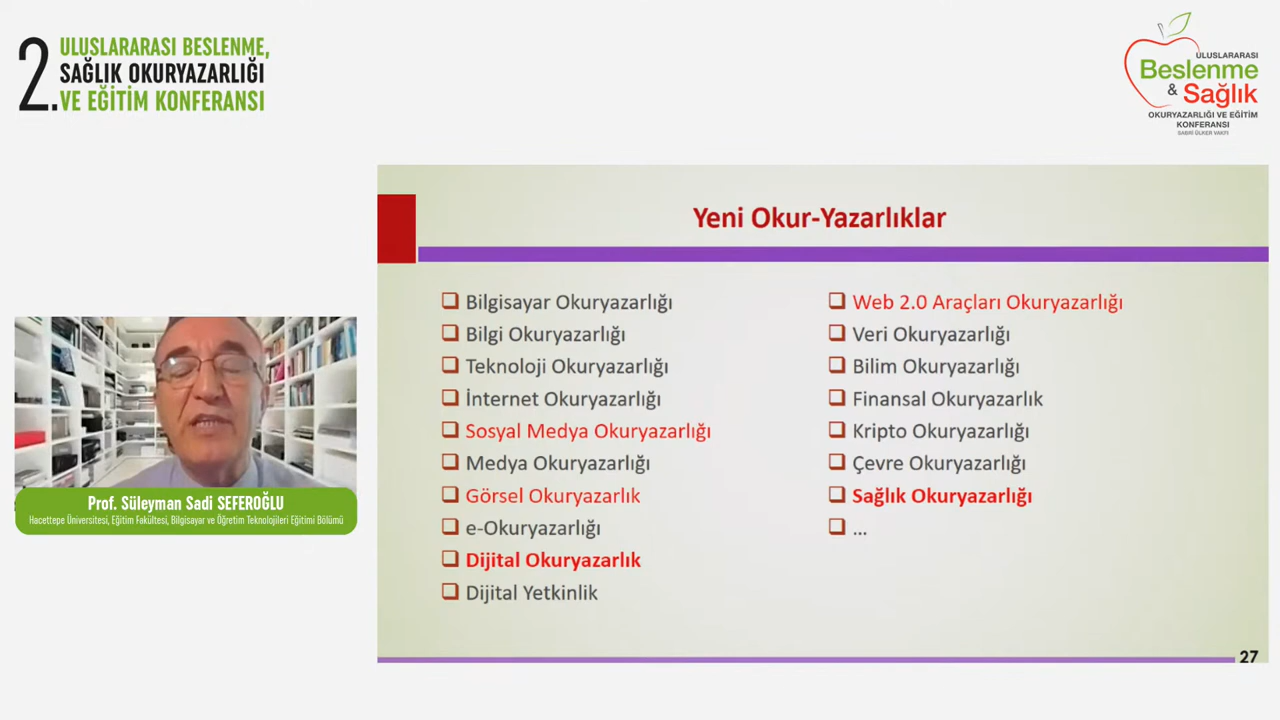 2.
ULUSLARARASI BESLENME,
SAĞLIK OKURYAZARLIĞI
VE EĞİTİM KONFERANSI
ULUSLARARASI
Beslenme
& Sağlık
OKURYAZARLIĞI VE EĞİTİM
KONFERANSI
SABRİ ÜLKER VAKFI
Yeni Okur-Yazarlıklar
❑ Bilgisayar Okuryazarlığı
❑ Bilgi Okuryazarlığı
❑ Teknoloji Okuryazarlığı
❑ İnternet Okuryazarlığı
❑ Sosyal Medya Okuryazarlığı
❑ Medya Okuryazarlığı
❑ Görsel Okuryazarlık
❑ e-Okuryazarlığı
❑ Dijital Okuryazarlık
❑ Dijital Yetkinlik
❑ Web 2.0 Araçları Okuryazarlığı
❑ Veri Okuryazarlığı
❑ Bilim Okuryazarlığı
❑ Finansal Okuryazarlık
❑ Kripto Okuryazarlığı
❑ Çevre Okuryazarlığı
❑ Sağlık Okuryazarlığı
❑ ...
27
Prof. Süleyman Sadi SEFEROĞLU
Hacettepe Üniversitesi, Eğitim Fakültesi, Bilgisayar ve Öğretim Teknolojileri Eğitimi Bölümü